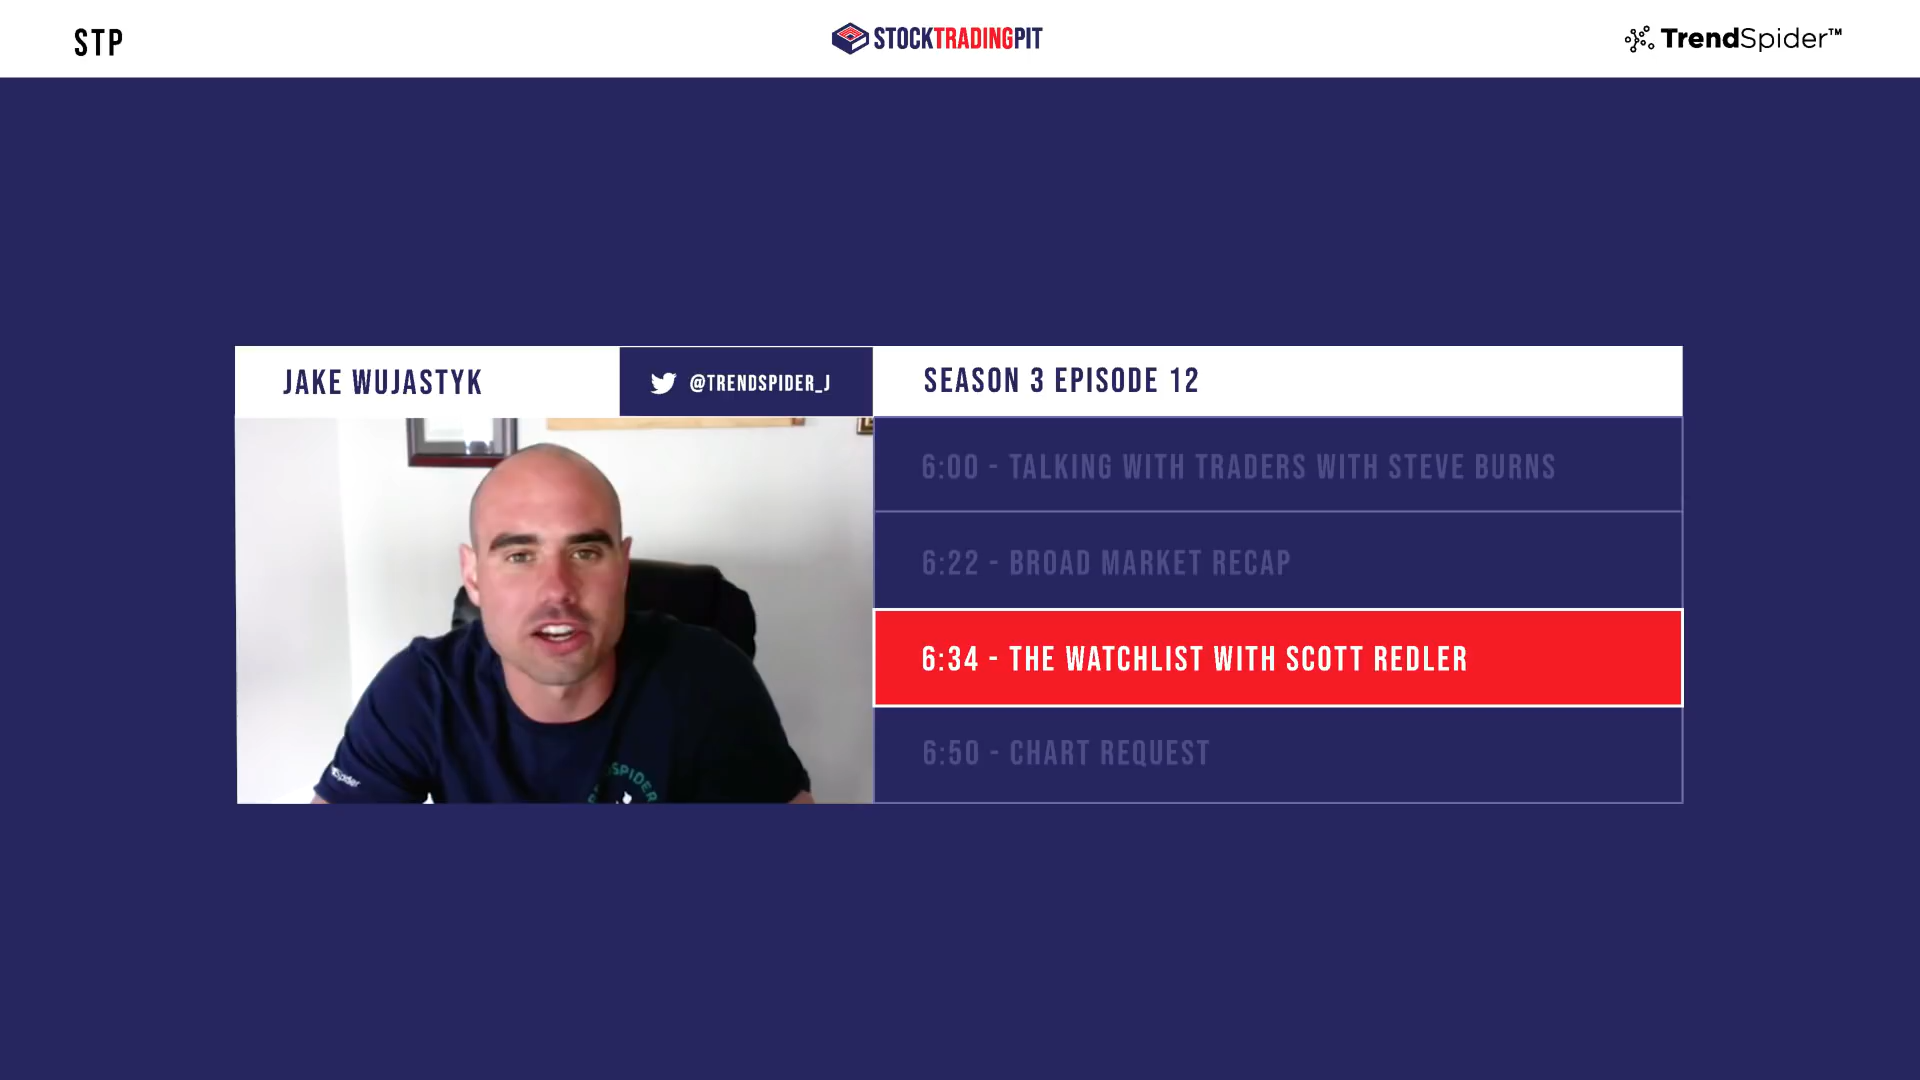 STP
STOCKTRADINGPIT
TrendSpider™
JAKE WUJASTYK
@TRENDSPIDER_J
SEASON 3 EPISODE 12
6:00 - TALKING WITH TRADERS WITH STEVE BURNS
6:22 - BROAD MARKET RECAP
6:34 - THE WATCHLIST WITH SCOTT REDLER
6:50 - CHART REQUEST